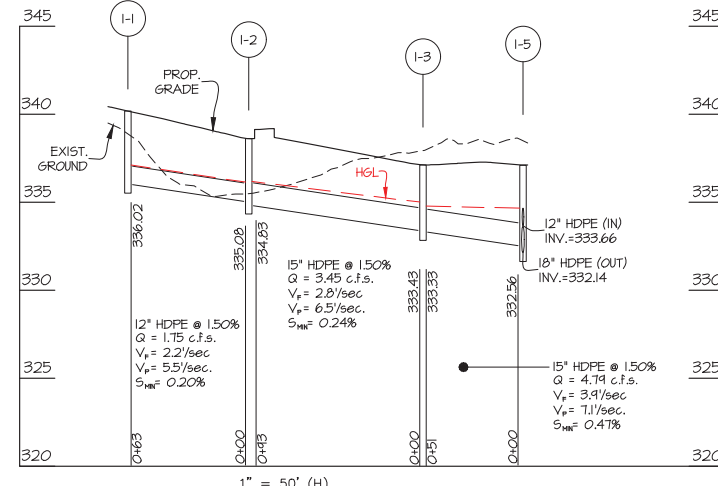 345
345
I-1
I-2
I-3
I-5
PROP.
GRADE
340
340
EXIST.
GROUND
335
335
HGL
336.02
335.08
334.83
333.43
333.33
332.56
12" HDPE (IN)
INV.=333.66
18" HDPE (OUT)
INV.=332.14
330
330
15" HDPE @ 1.50%
Q = 3.45 c.f.s.
VF= 2.8'/sec
VP= 6.5'/sec.
SMIN= 0.24%
12" HDPE @ 1.50%
Q = 1.75 c.f.s.
VF= 2.2'/sec
VP= 5.5'/sec.
SMIN= 0.20%
325
325
15" HDPE @ 1.50%
Q = 4.79 c.f.s.
VF= 3.9'/sec
VP= 7.1'/sec.
SMIN= 0.47%
0+63
0+00
0+93
0+00
0+51
0+00
320
320
1" = 50' (H)